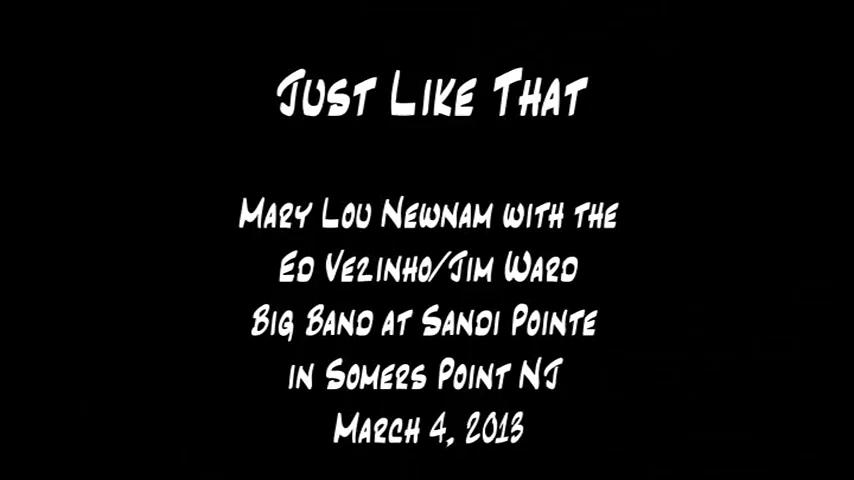 Just Like That
Mary Lou Newnam with the
Ed Vezinho/Jim Ward
Big Band at Sandi Pointe
in Somers Point NJ
March 4, 2013